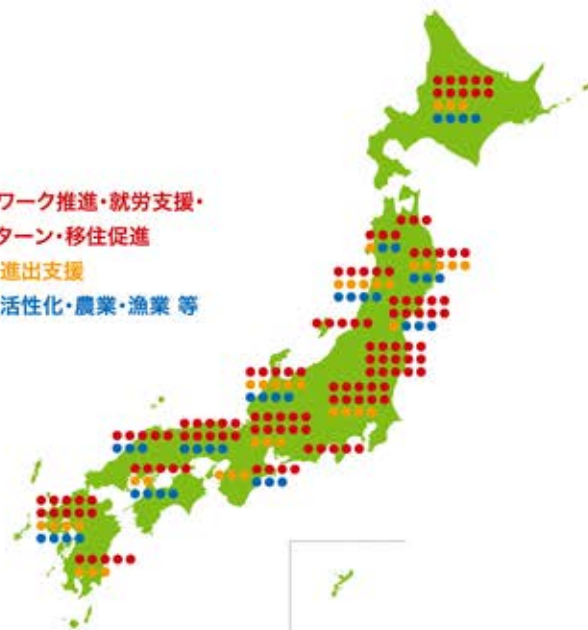 ワーク推進・就労支援・
ターン・移住促進
進出支援
活性化・農業・漁業 等